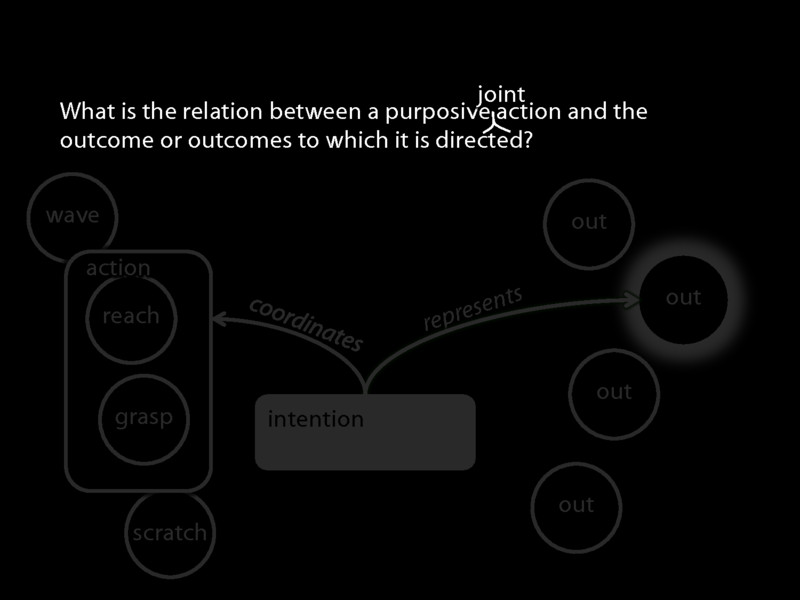 joint
What is the relation between a purposive action and the
outcome or outcomes to which it is directed?
wave
out
action
out
reach
coordinates
represents
out
grasp
intention
out
scratch